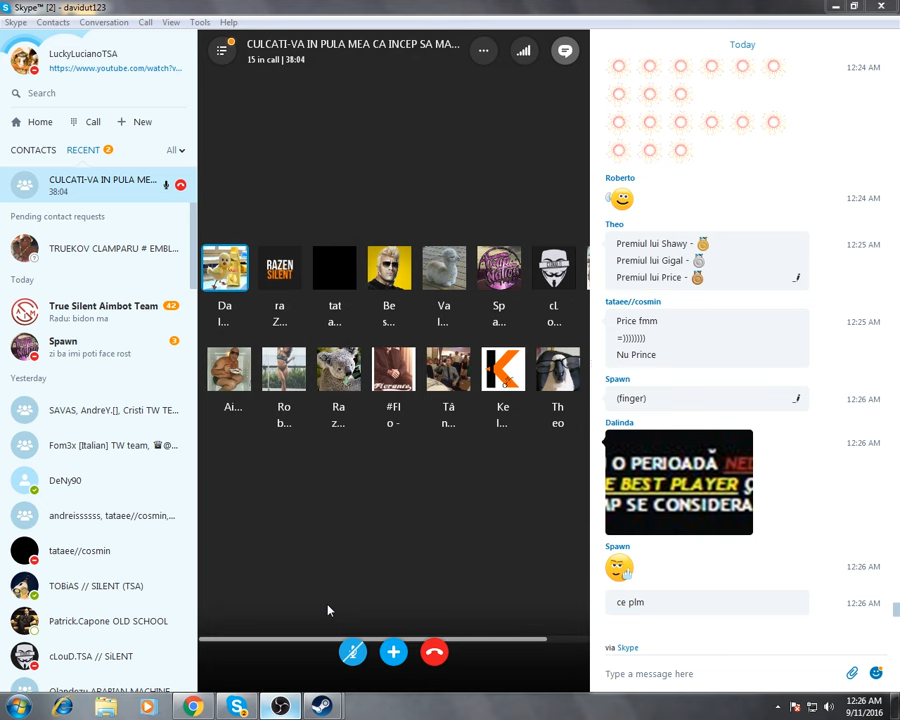 Skype™ [2] - davidut123
Skype Contacts Conversation Call View Tools Help
LuckyLucianoTSA
https://www.youtube.com/watch?v...
Search
Home Call New
CONTACTS RECENT 2 All
CULCATI-VA IN PULA ME...
38:04
Pending contact requests
TRUEKOV CLAMPARU # EMBL...
Today
True Silent Aimbot Team 42
Radu: bidon ma
Spawn 3
zi ba imi poti face rost
Yesterday
SAVAS, AndreY.[], Cristi TW TE...
Fom3x [Italian] TW team, ☎@...
DeNy90
andreissssss, tataee//cosmin,...
tataee//cosmin
TOBiAS // SILENT (TSA)
Patrick.Capone OLD SCHOOL
cLouD.TSA // SiLENT
CULCATI-VA IN PULA MEA CA INCEP SA MA...
15 in call | 38:04
RAZEN
SILENT
Da
l...
ra
Z...
tat
a...
Be
s...
Va
l...
Sp
a...
cL
o...
Ai...
Ro
b...
Ra
z...
#Fl
o -
Tâ
n...
Ke
l...
Th
eo
Today
12:24 AM
Roberto
12:24 AM
Theo
Premiul lui Shawy -
Premiul lui Gigal -
Premiul lui Price -
12:25 AM
tataee//cosmin
Price fmm
=))))))))
Nu Prince
12:25 AM
Spawn
(finger)
12:26 AM
Dalinda
12:26 AM
O PERIOADĂ
E BEST PLAYER
MP SE CONSIDERA
Spawn
12:26 AM
ce plm
12:26 AM
via Skype
Type a message here
12:26 AM
9/11/2016